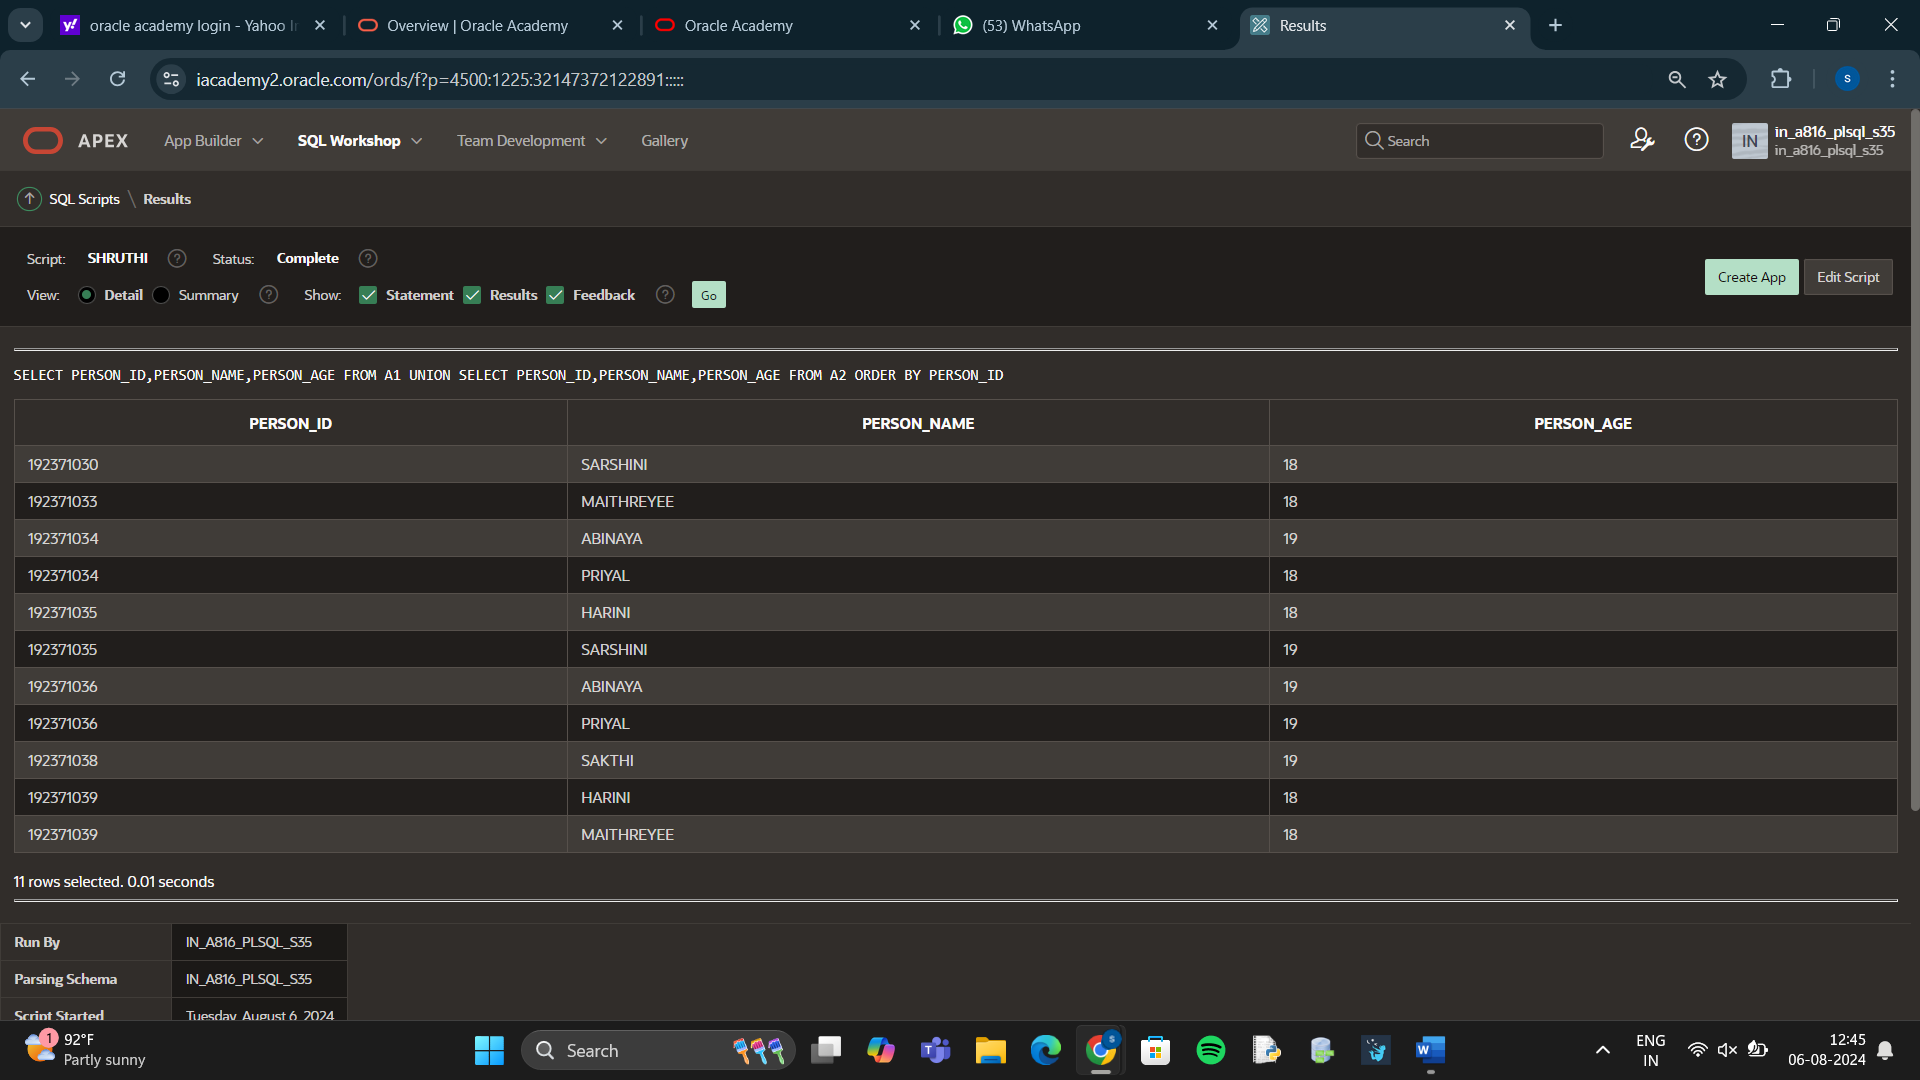 oracle academy login - Yahoo In
Overview | Oracle Academy
Oracle Academy
(53) WhatsApp
Results
iacademy2.oracle.com/ords/f?p=4500:1225:32147372122891:::::
S
APEX
App Builder
SQL Workshop
Team Development
Gallery
Search
IN
in_a816_plsql_s35
in_a816_plsql_s35
SQL Scripts \ Results
Script: SHRUTHI ? Status: Complete ?
View: Detail Summary ? Show: Statement Results Feedback ? Go
Create App
Edit Script
SELECT PERSON_ID,PERSON_NAME,PERSON_AGE FROM A1 UNION SELECT PERSON_ID,PERSON_NAME,PERSON_AGE FROM A2 ORDER BY PERSON_ID
PERSON_ID PERSON_NAME PERSON_AGE
192371030 SARSHINI 18
192371033 MAITHREYEE 18
192371034 ABINAYA 19
192371034 PRIYAL 18
192371035 HARINI 18
192371035 SARSHINI 19
192371036 ABINAYA 19
192371036 PRIYAL 19
192371038 SAKTHI 19
192371039 HARINI 18
192371039 MAITHREYEE 18
11 rows selected. 0.01 seconds
Run By IN_A816_PLSQL_S35
Parsing Schema IN_A816_PLSQL_S35
Script Started Tuesday, August 6, 2024
1
92°F
Partly sunny
Search
ENG
IN
12:45
06-08-2024